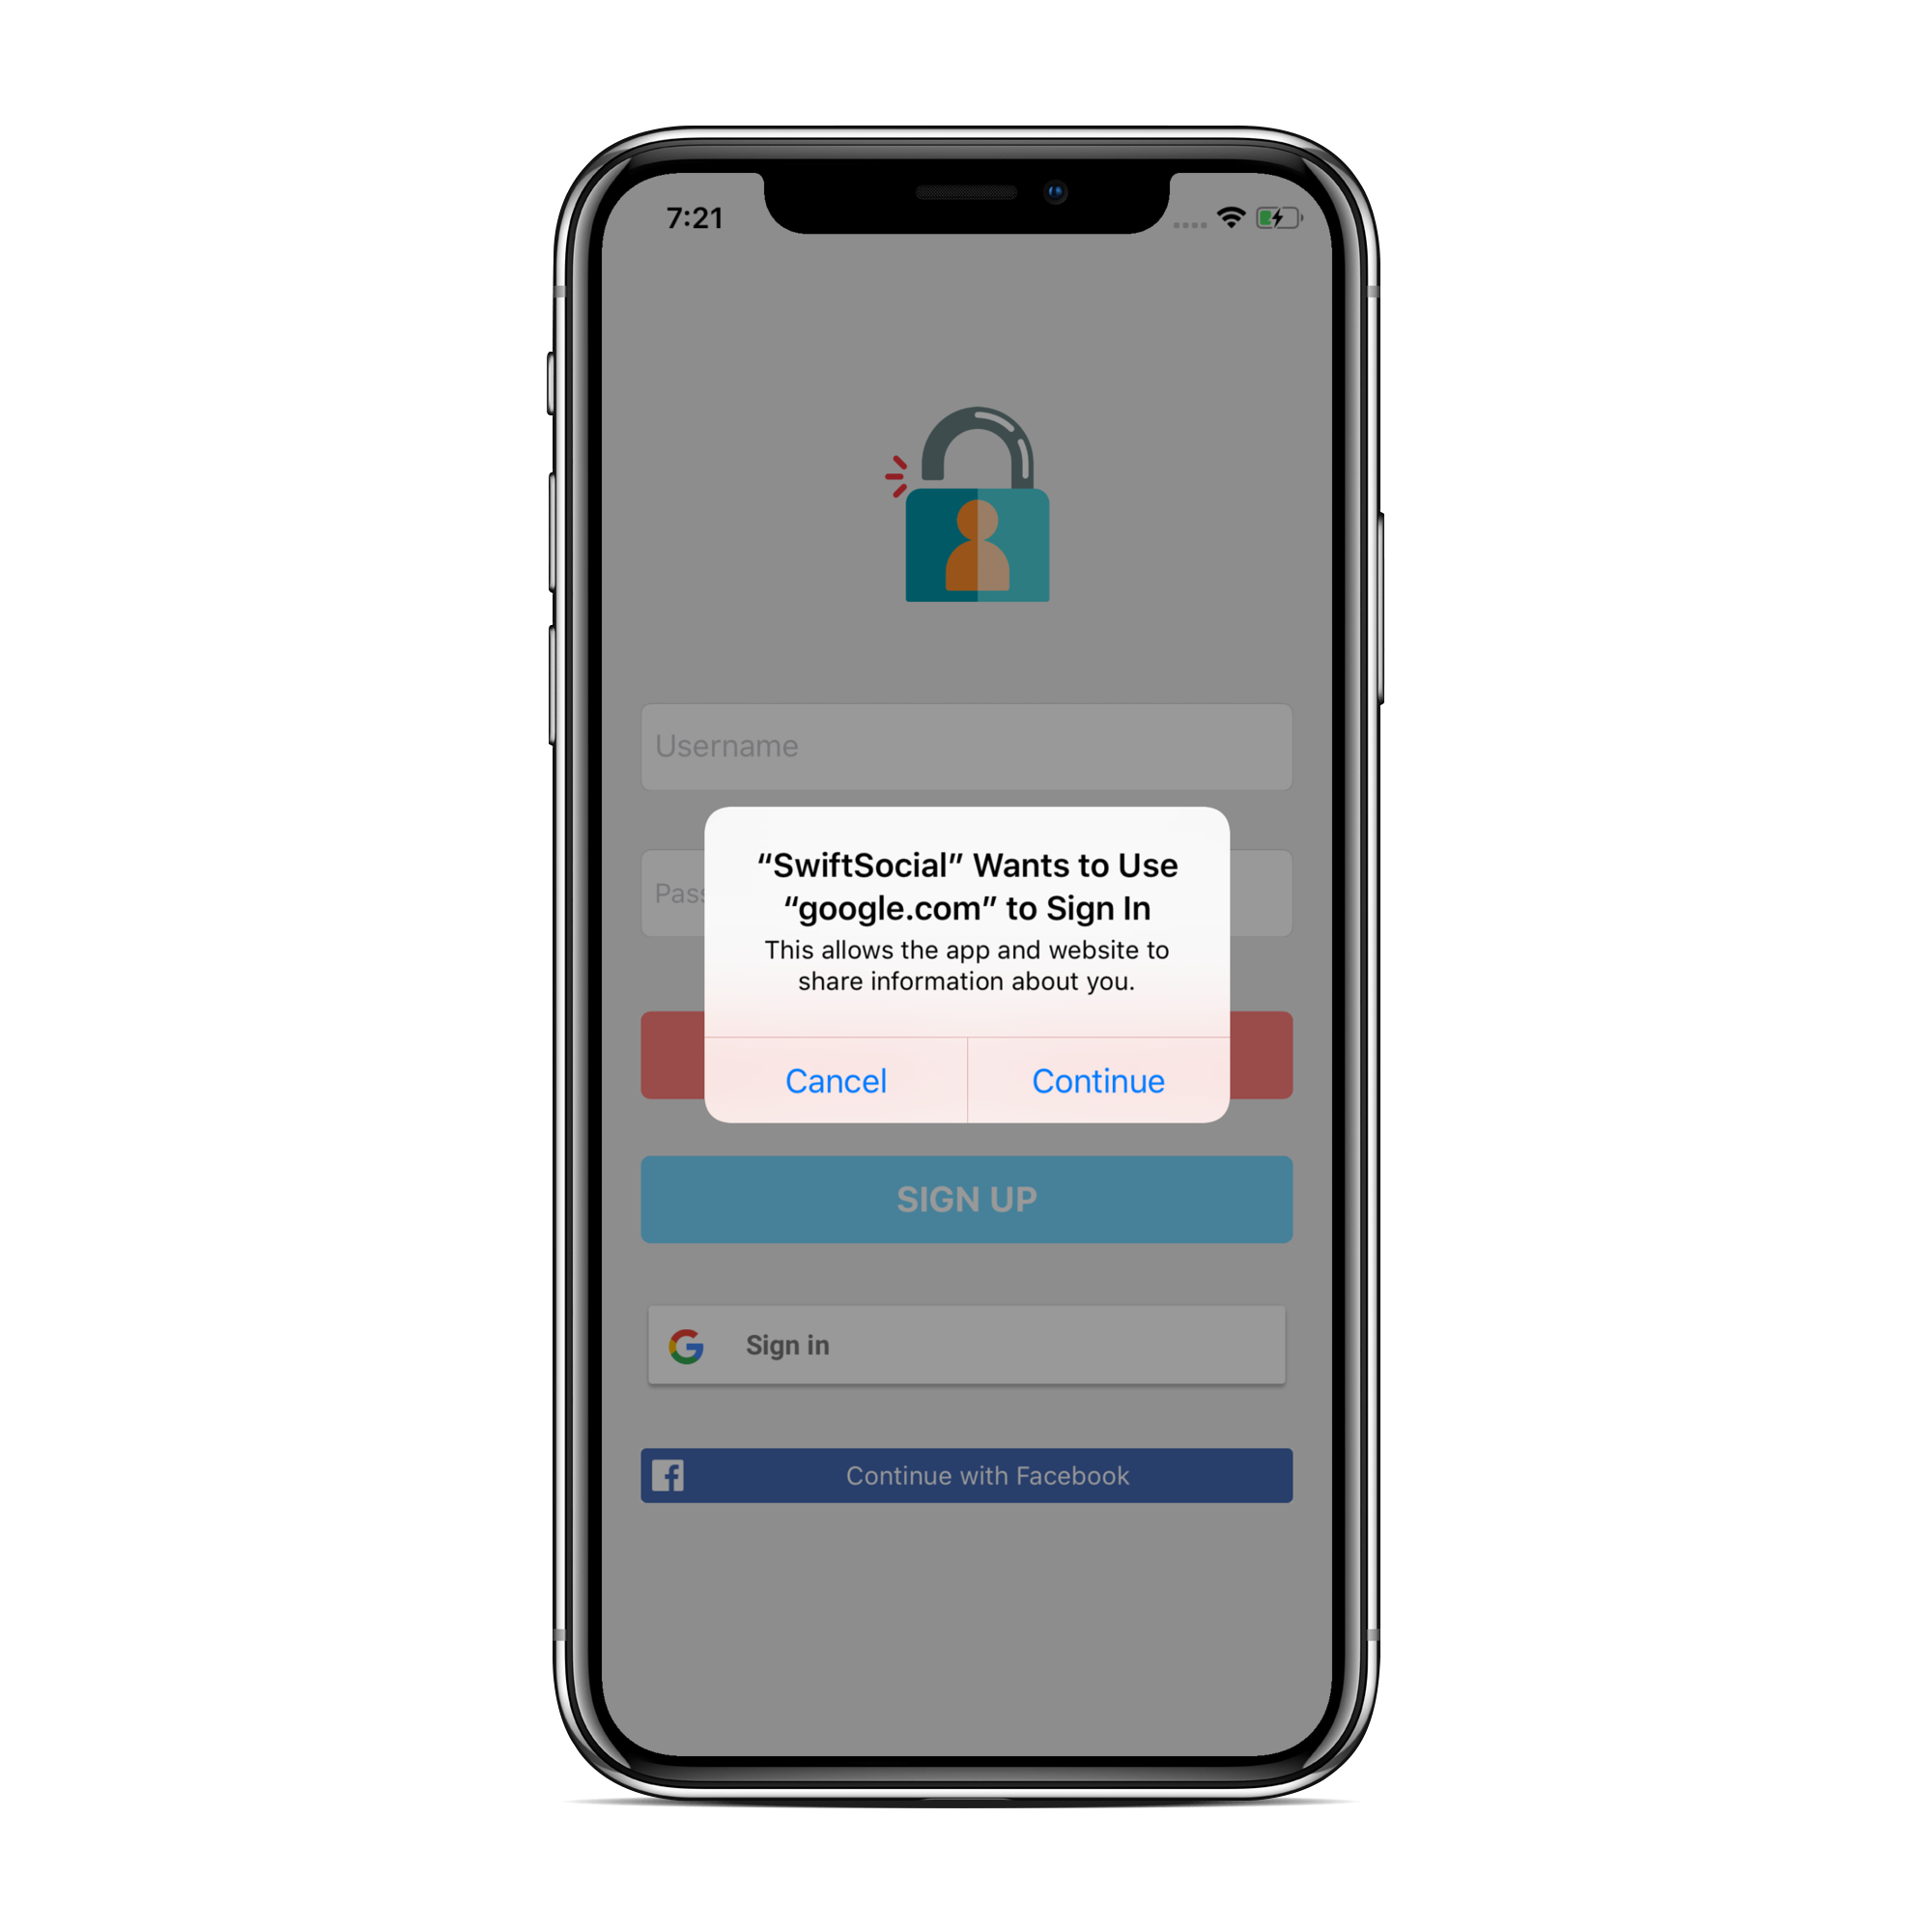 7:21
Username
“SwiftSocial” Wants to Use
“google.com” to Sign In
This allows the app and website to
share information about you.
Cancel
Continue
SIGN UP
Sign in
Continue with Facebook